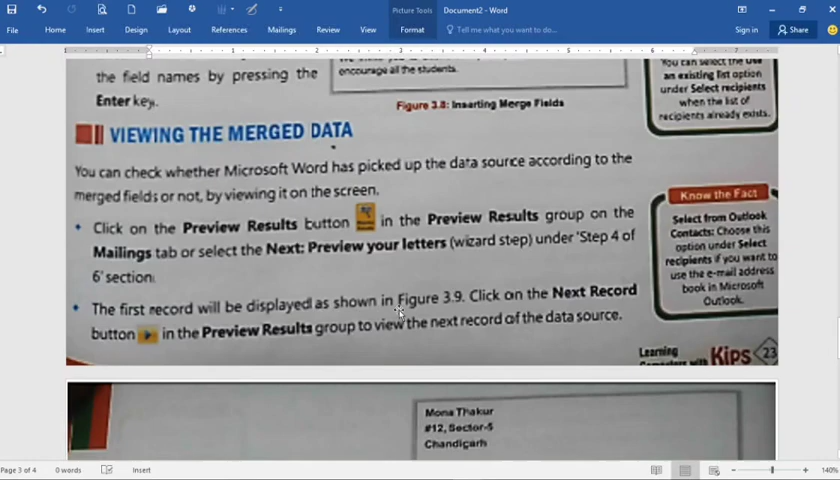 Picture Tools
Document2 - Word
File
Home
Insert
Design
Layout
References
Mailings
Review
View
Format
Tell me what you want to do...
Sign in
Share
the field names by pressing the
Enter key.
encourage all the students.
Figure 3.8: Inserting Merge Fields
You can select the Use
an existing list option
under Select recipients
when the list of
recipients already exists.
VIEWING THE MERGED DATA
You can check whether Microsoft Word has picked up the data source according to the
merged fields or not, by viewing it on the screen.
Click on the Preview Results button in the Preview Results group on the
Mailings tab or select the Next: Preview your letters (wizard step) under 'Step 4 of
6' section.
The first record will be displayed as shown in Figure 3.9. Click on the Next Record
button in the Preview Results group to view the next record of the data source.
Know the Fact
Select from Outlook
Contacts: Choose this
option under Select
recipients if you want to
use the e-mail address
book in Microsoft
Outlook.
Learning
Computers with Kips 23
Mona Thakur
#12, Sector-5
Chandigarh
Page 3 of 4
0 words
Insert
140%